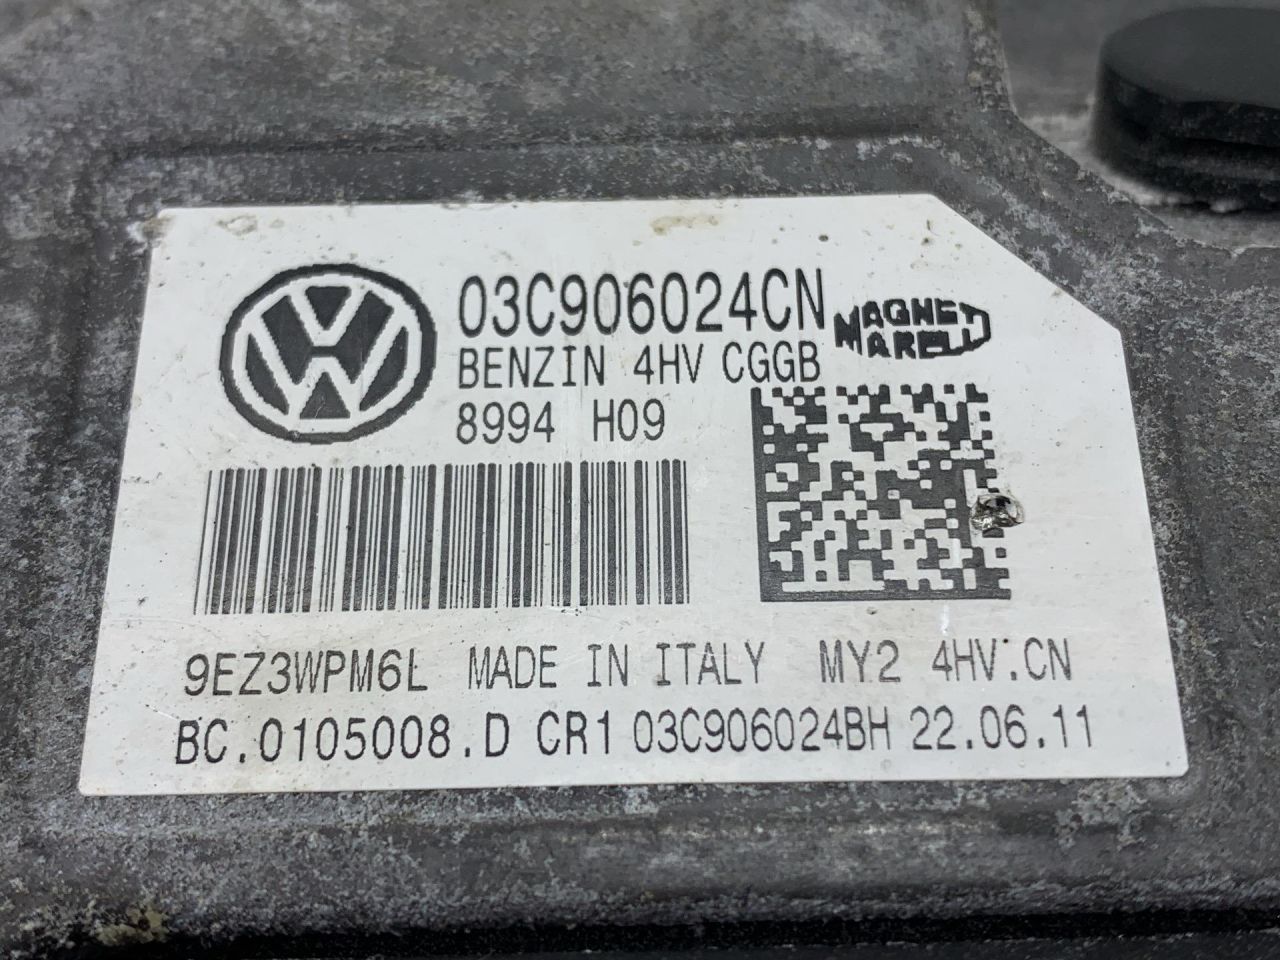 03C906024CN
MAGNETI
MARELLI
BENZIN 4HV CGGB
8994 H09
9EZ3WPM6L MADE IN ITALY MY2 4HV.CN
BC.0105008.D CR1 03C906024BH 22.06.11